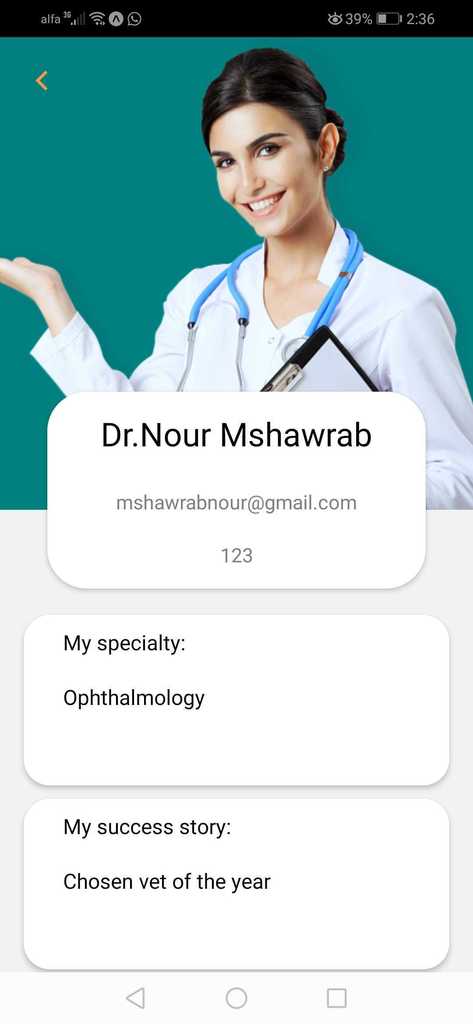 alfa 3G 39% 2:36
Dr.Nour Mshawrab
mshawrabnour@gmail.com
123
My specialty:
Ophthalmology
My success story:
Chosen vet of the year